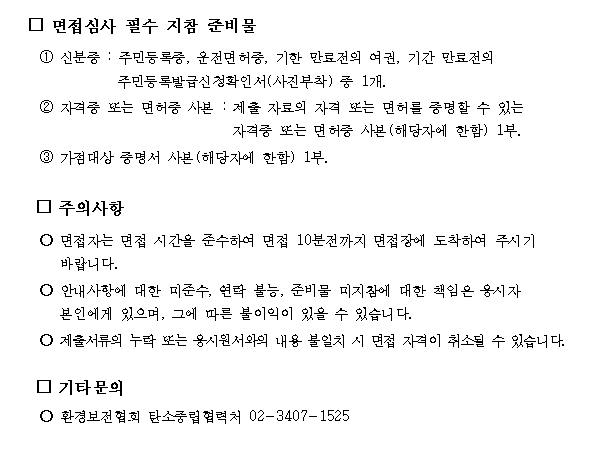 □ 면접심사 필수 지참 준비물
① 신분증 : 주민등록증, 운전면허증, 기한 만료전의 여권, 기간 만료전의
주민등록발급신청확인서(사진부착) 중 1개.
② 자격증 또는 면허증 사본 : 제출 자료의 자격 또는 면허를 증명할 수 있는
자격증 또는 면허증 사본(해당자에 한함) 1부.
③ 가점대상 증명서 사본(해당자에 한함) 1부.
□ 주의사항
○ 면접자는 면접 시간을 준수하여 면접 10분전까지 면접장에 도착하여 주시기
바랍니다.
○ 안내사항에 대한 미준수, 연락 불능, 준비물 미지참에 대한 책임은 응시자
본인에게 있으며, 그에 따른 불이익이 있을 수 있습니다.
○ 제출서류의 누락 또는 응시원서와의 내용 불일치 시 면접 자격이 취소될 수 있습니다.
□ 기타문의
○ 환경보전협회 탄소중립협력처 02-3407-1525